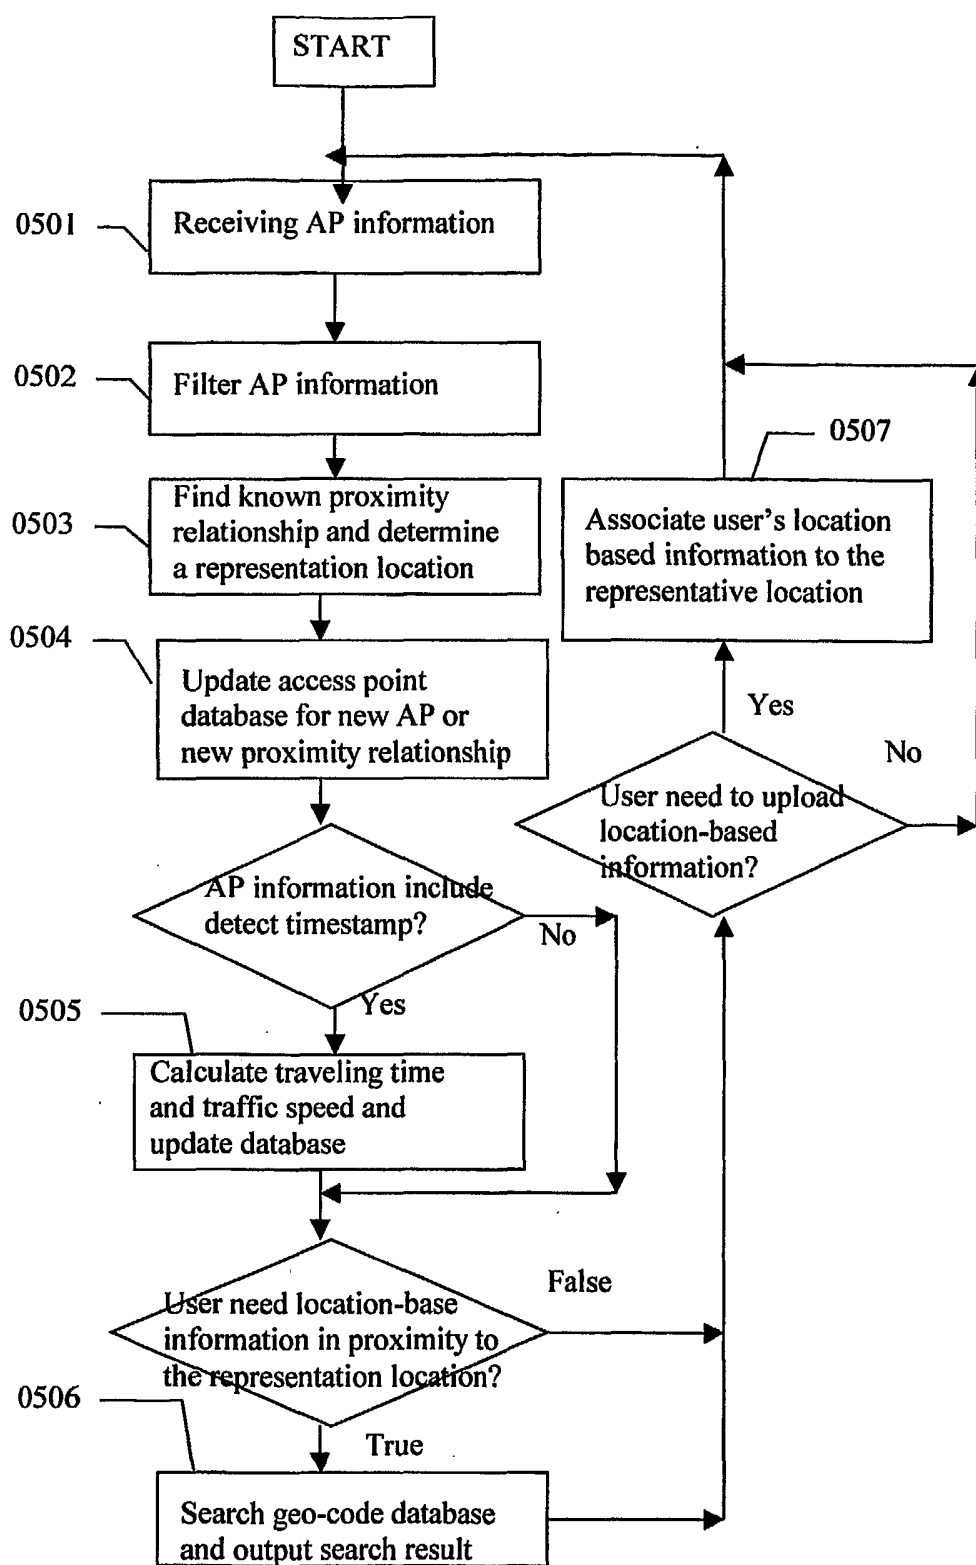 START
0501
Receiving AP information
0502
Filter AP information
0503
Find known proximity
relationship and determine
a representation location
0504
Update access point
database for new AP or
new proximity relationship
AP information include
detect timestamp?
No
Yes
0505
Calculate traveling time
and traffic speed and
update database
User need location-base
information in proximity to
the representation location?
False
True
0506
Search geo-code database
and output search result
User need to upload
location-based
information?
Yes
No
0507
Associate user's location
based information to the
representative location